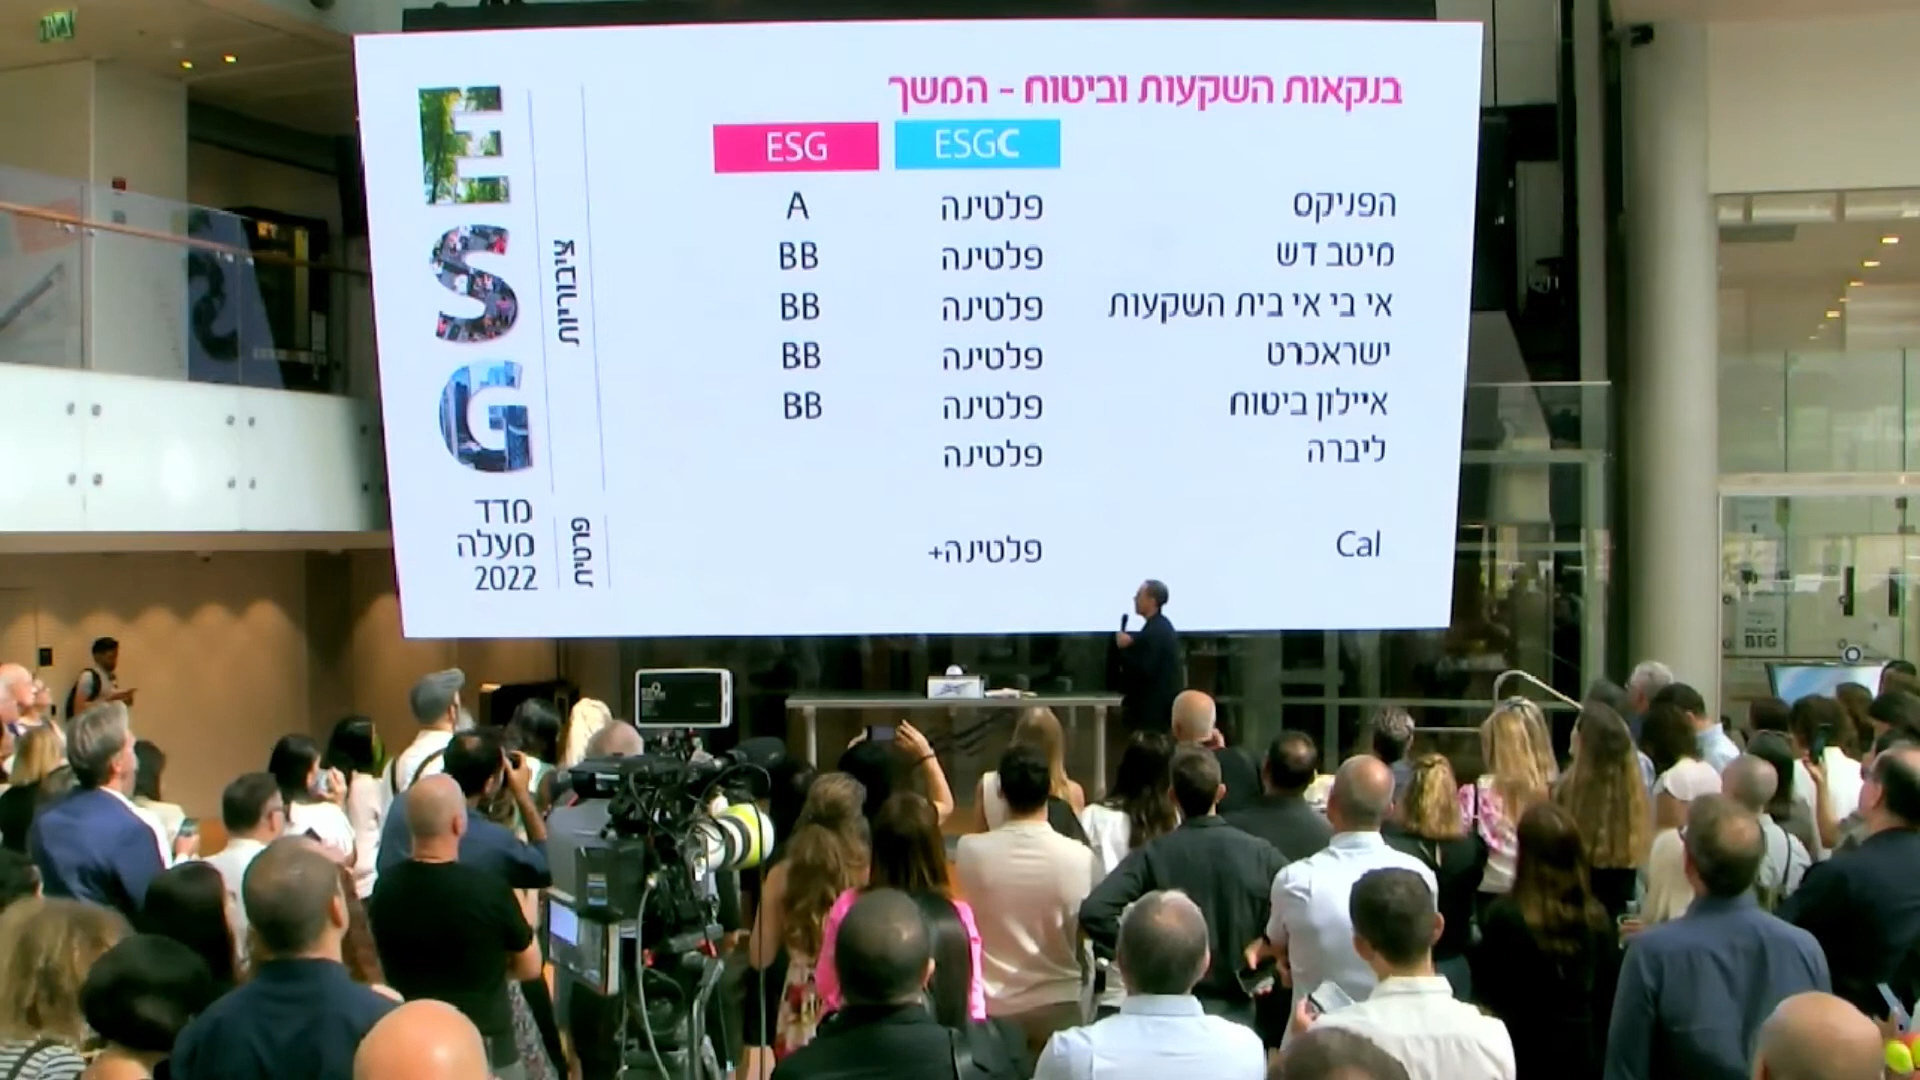 בנקאות השקעות וביטוח - המשך
ESGC ESG
הפניקס פלטינה A
מיטב דש פלטינה BB
אי בי אי בית השקעות פלטינה BB
ישראכרט פלטינה BB
איילון ביטוח פלטינה BB
ליברה פלטינה
Cal פלטינה+
ציבוריות
פרטיות
E
S
G
מדד
מעלה
2022
BIG